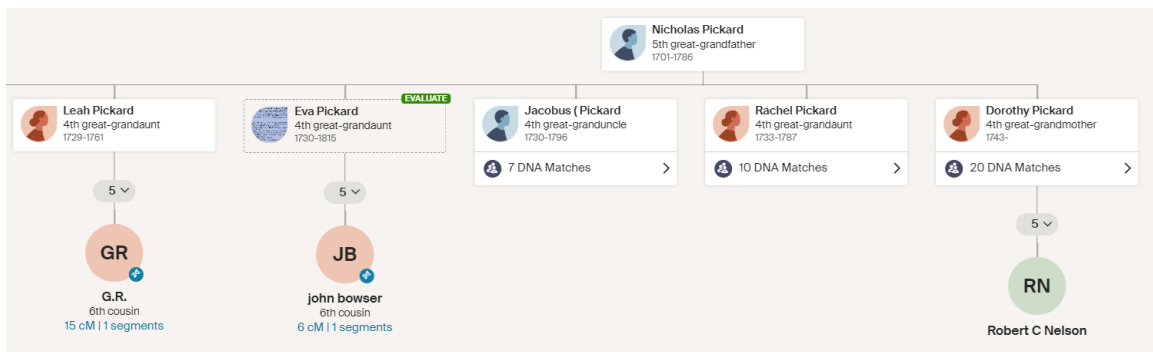 Nicholas Pickard
5th great-grandfather
1701-1786
Leah Pickard
4th great-grandaunt
1729-1761
EVALUATE
Eva Pickard
4th great-grandaunt
1730-1815
Jacobus ( Pickard
4th great-granduncle
1730-1796
7 DNA Matches
Rachel Pickard
4th great-grandaunt
1733-1787
10 DNA Matches
Dorothy Pickard
4th great-grandmother
1743-
20 DNA Matches
5
5
5
GR
G.R.
6th cousin
15 cM | 1 segments
JB
john bowser
6th cousin
6 cM | 1 segments
RN
Robert C Nelson